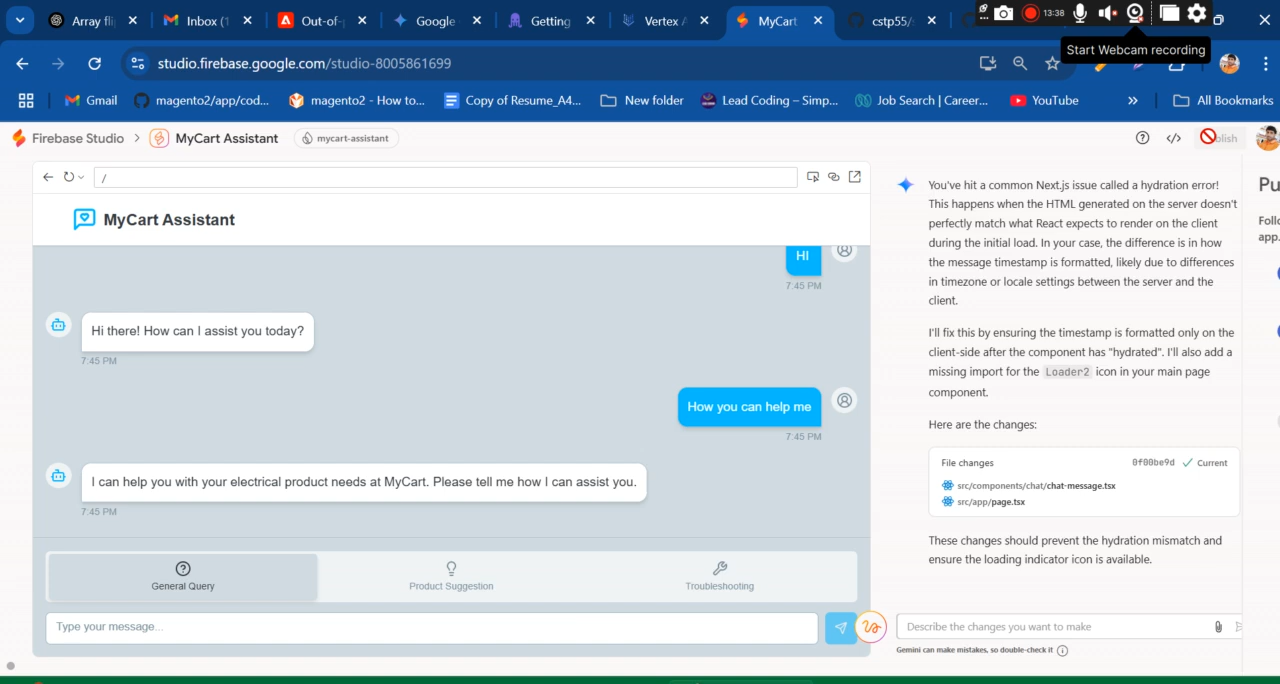 Array fli
Inbox (1
Out-of-
Google
Getting
Vertex A
MyCart
cstp55/
13:38
Start Webcam recording
studio.firebase.google.com/studio-8005861699
Gmail
magento2/app/cod...
magento2 - How to...
Copy of Resume_A4...
New folder
Lead Coding – Simp...
Job Search | Career...
YouTube
»
All Bookmarks
Firebase Studio > MyCart Assistant
mycart-assistant
blish
/
MyCart Assistant
HI
7:45 PM
Hi there! How can I assist you today?
7:45 PM
How you can help me
7:45 PM
I can help you with your electrical product needs at MyCart. Please tell me how I can assist you.
7:45 PM
General Query
Product Suggestion
Troubleshooting
Type your message...
You've hit a common Next.js issue called a hydration error!
This happens when the HTML generated on the server doesn't
perfectly match what React expects to render on the client
during the initial load. In your case, the difference is in how
the message timestamp is formatted, likely due to differences
in timezone or locale settings between the server and the
client.
I'll fix this by ensuring the timestamp is formatted only on the
client-side after the component has "hydrated". I'll also add a
missing import for the Loader2 icon in your main page
component.
Here are the changes:
File changes
0f00be9d ✓ Current
src/components/chat/chat-message.tsx
src/app/page.tsx
These changes should prevent the hydration mismatch and
ensure the loading indicator icon is available.
Describe the changes you want to make
Gemini can make mistakes, so double-check it
Pu
Follo
app.